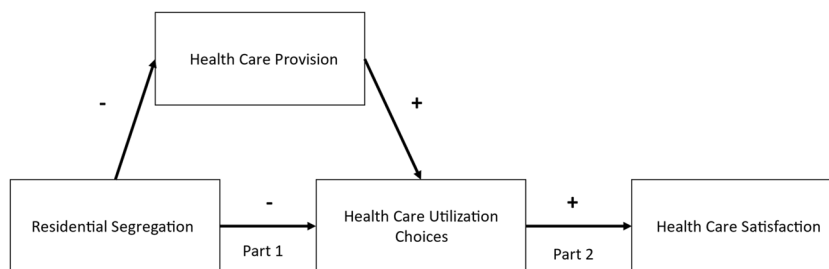 Health Care Provision
-
+
Residential Segregation
-
Part 1
Health Care Utilization
Choices
+
Part 2
Health Care Satisfaction